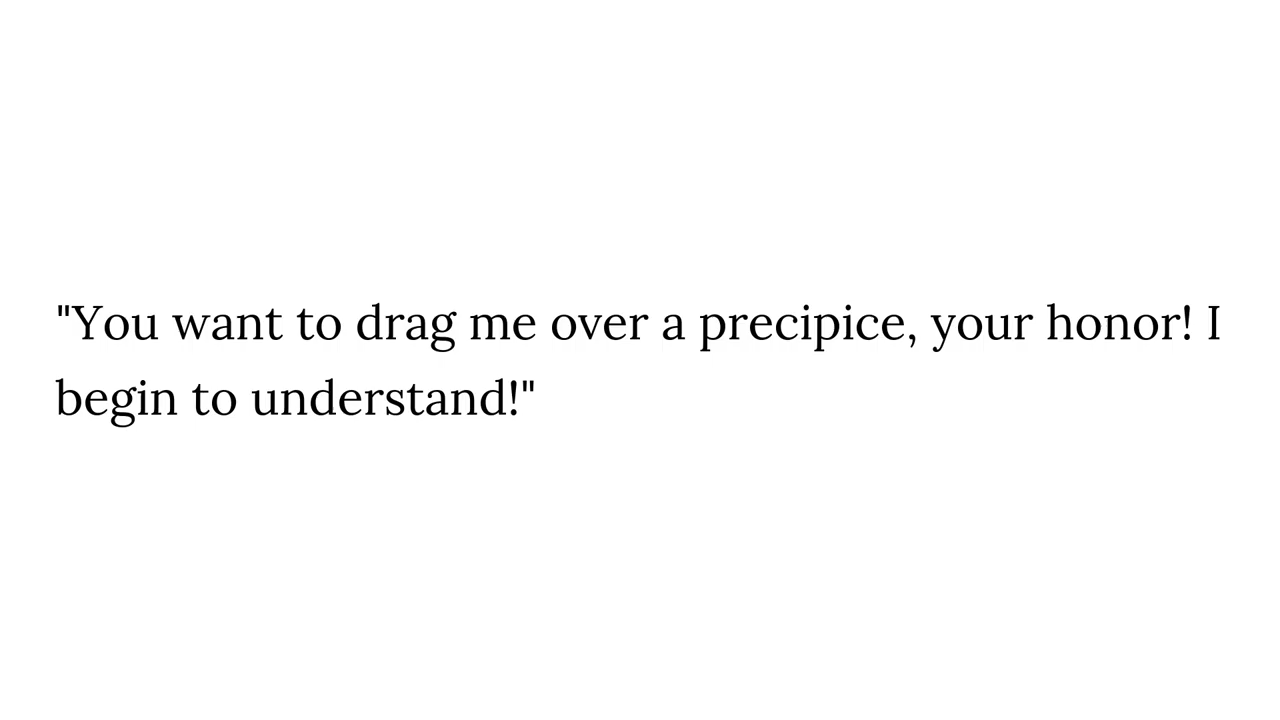 "You want to drag me over a precipice, your honor! I
begin to understand!"